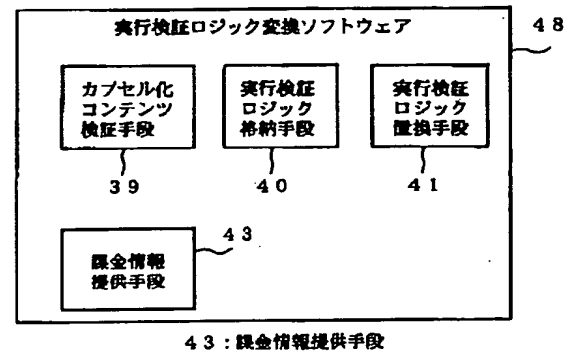 実行検証ロジック変換ソフトウェア
48
カプセル化
コンテンツ
検証手段
39
実行検証
ロジック
格納手段
40
実行検証
ロジック
置換手段
41
課金情報
提供手段
43
43:課金情報提供手段